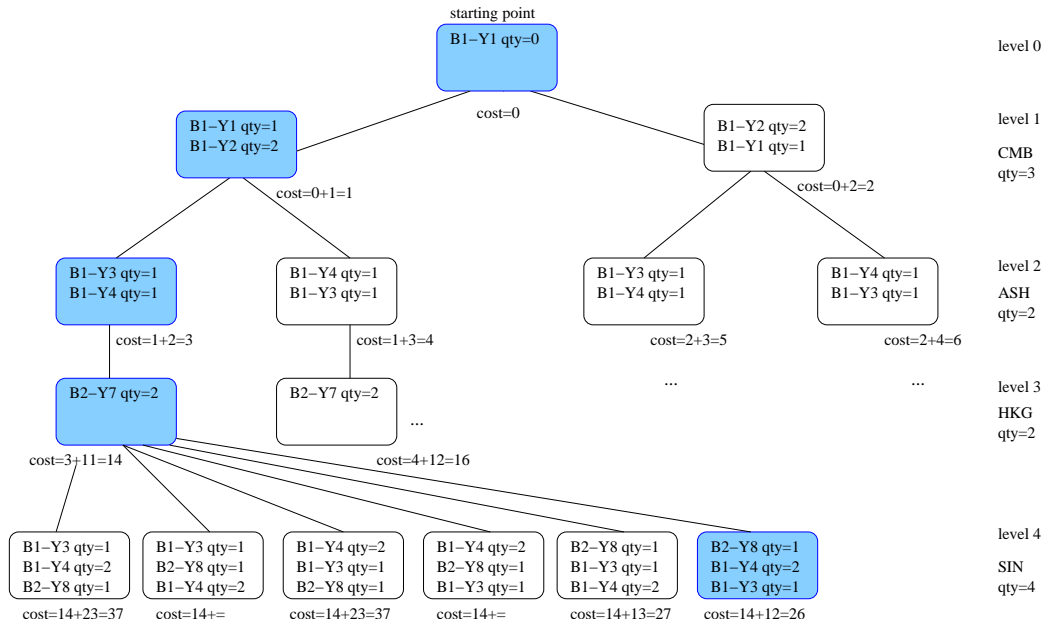 starting point
B1−Y1 qty=0
level 0
cost=0
B1−Y1 qty=1
B1−Y2 qty=2
B1−Y2 qty=2
B1−Y1 qty=1
level 1
CMB
qty=3
cost=0+1=1
cost=0+2=2
B1−Y3 qty=1
B1−Y4 qty=1
B1−Y4 qty=1
B1−Y3 qty=1
B1−Y3 qty=1
B1−Y4 qty=1
B1−Y4 qty=1
B1−Y3 qty=1
level 2
ASH
qty=2
cost=1+2=3
cost=1+3=4
cost=2+3=5
cost=2+4=6
B2−Y7 qty=2
B2−Y7 qty=2
...
...
...
level 3
HKG
qty=2
cost=3+11=14
cost=4+12=16
B1−Y3 qty=1
B1−Y4 qty=2
B2−Y8 qty=1
B1−Y3 qty=1
B2−Y8 qty=1
B1−Y4 qty=2
B1−Y4 qty=2
B1−Y3 qty=1
B2−Y8 qty=1
B1−Y4 qty=2
B2−Y8 qty=1
B1−Y3 qty=1
B2−Y8 qty=1
B1−Y3 qty=1
B1−Y4 qty=2
B2−Y8 qty=1
B1−Y4 qty=2
B1−Y3 qty=1
level 4
SIN
qty=4
cost=14+23=37
cost=14+=
cost=14+23=37
cost=14+=
cost=14+13=27
cost=14+12=26